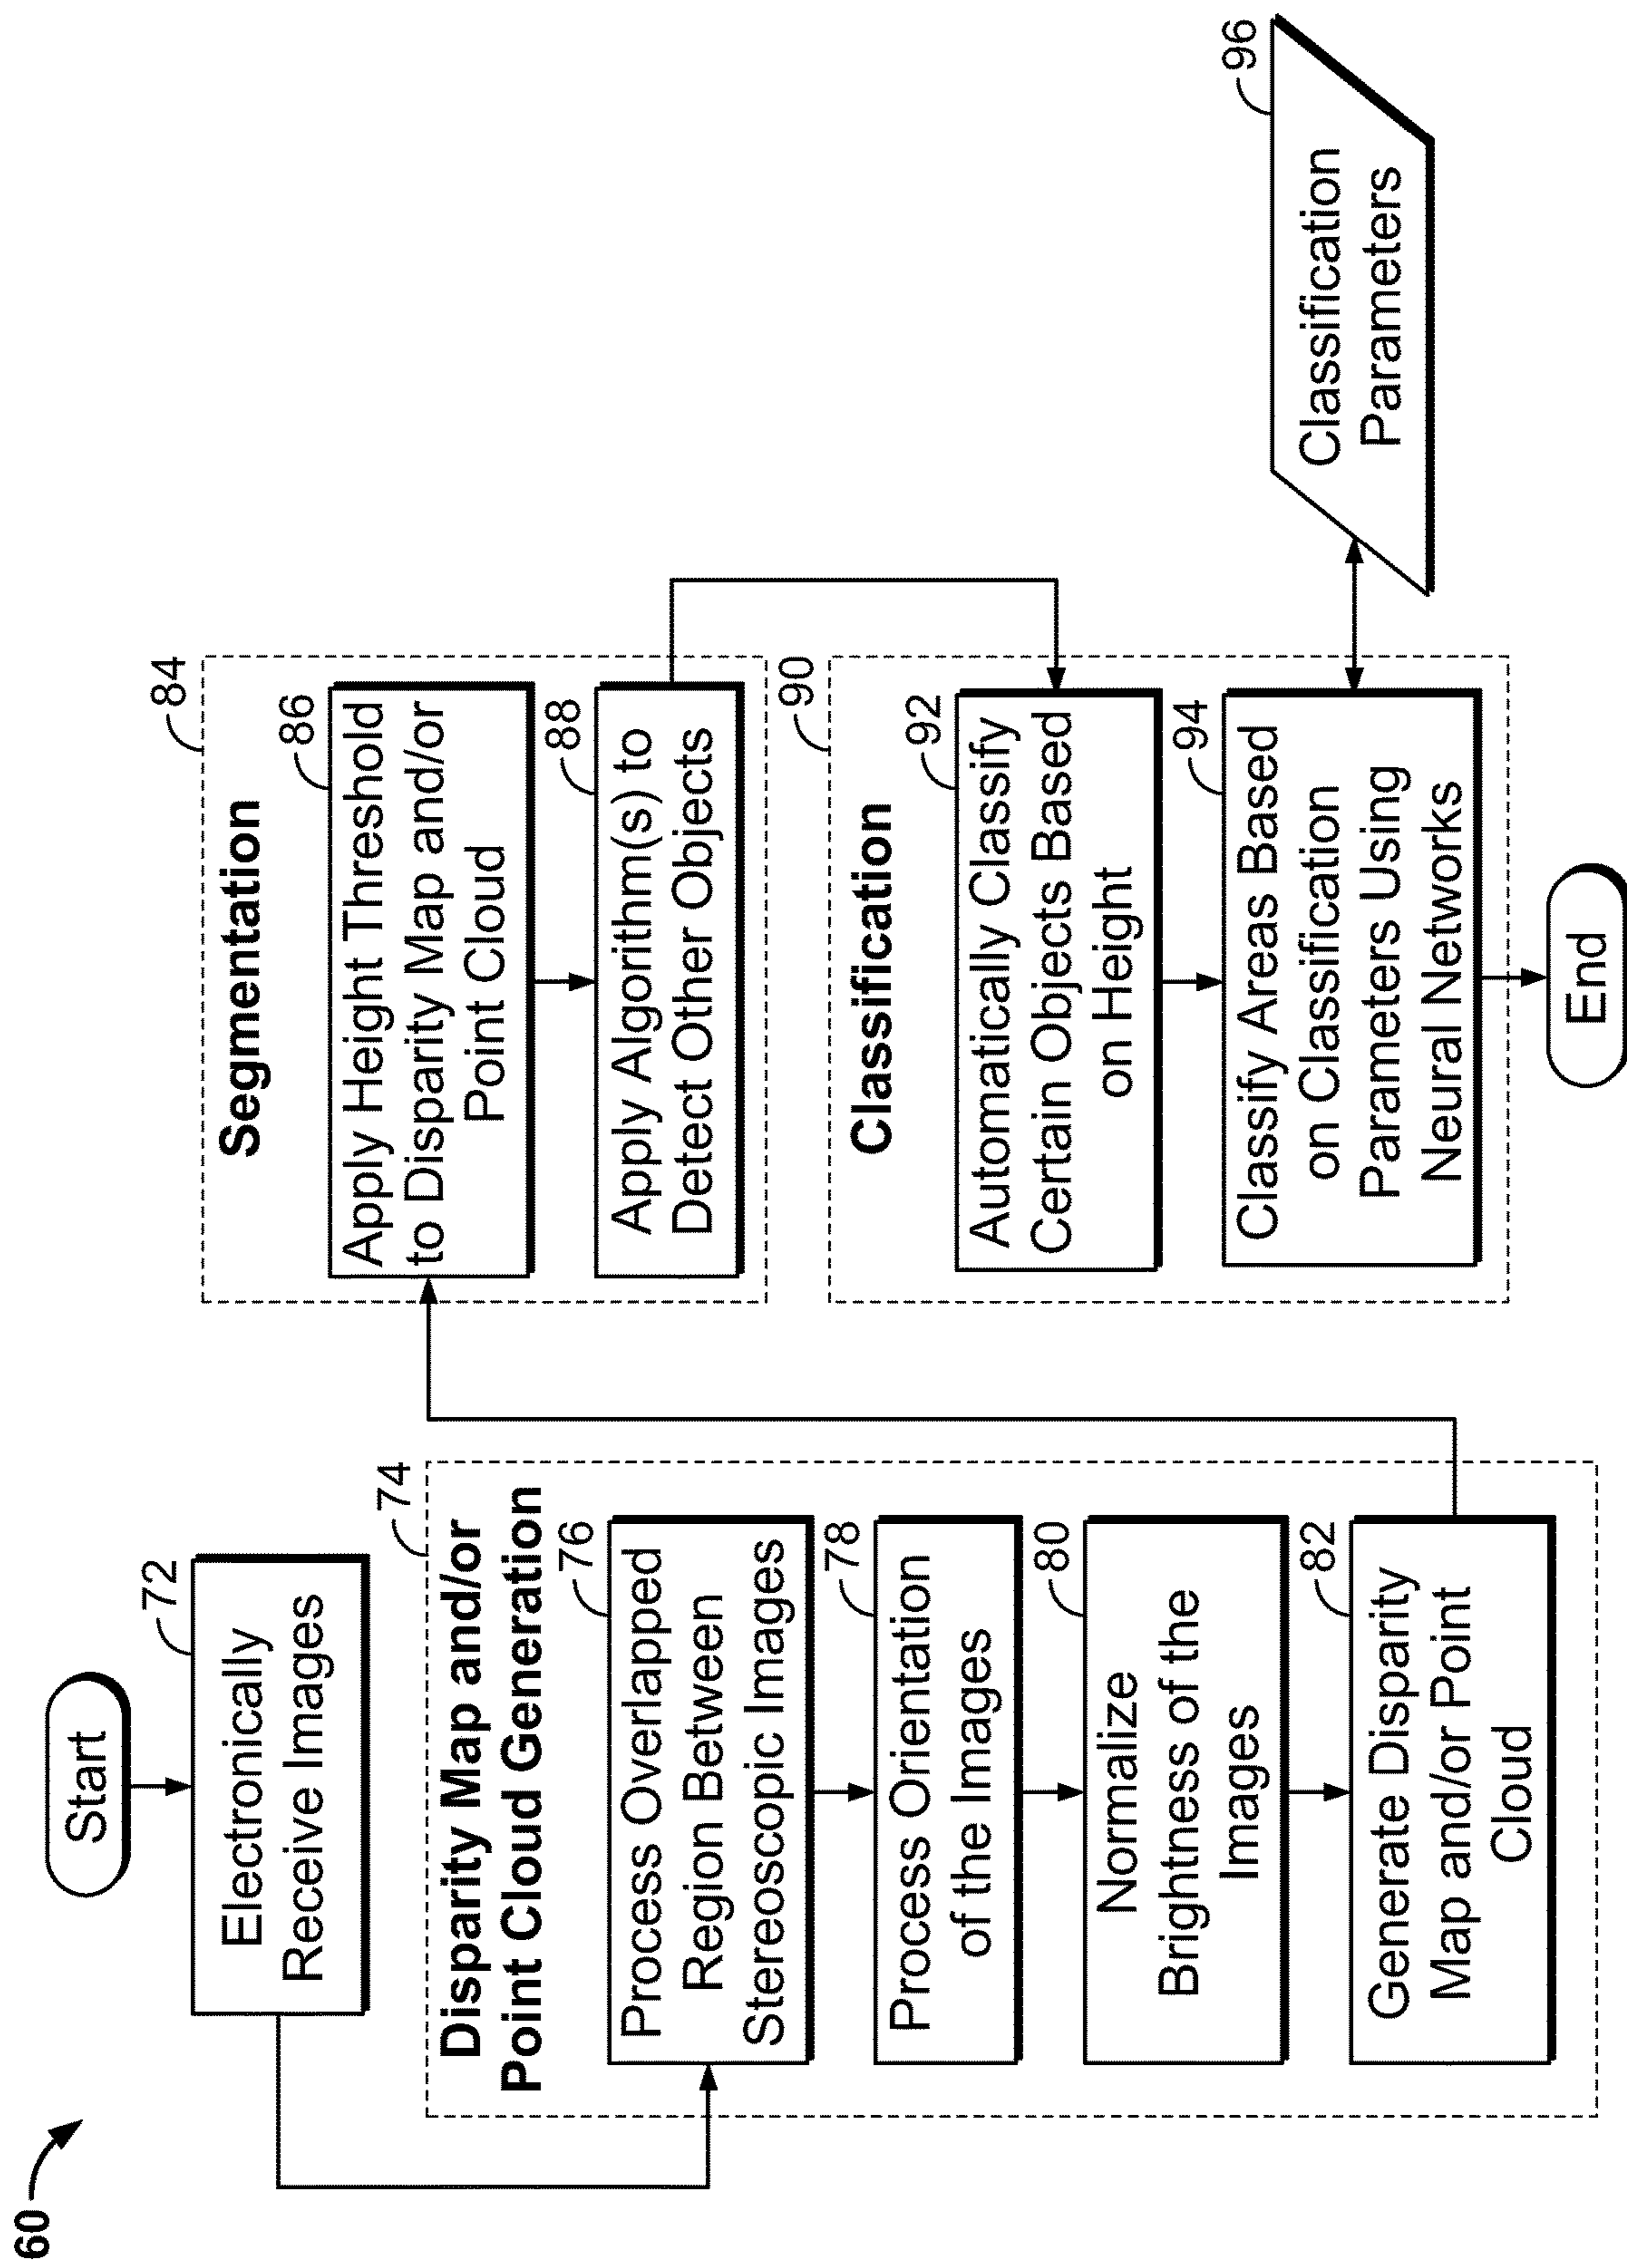 60
Start
72
Electronically
Receive Images
74
Disparity Map and/or
Point Cloud Generation
76
Process Overlapped
Region Between
Stereoscopic Images
78
Process Orientation
of the Images
80
Normalize
Brightness of the
Images
82
Generate Disparity
Map and/or Point
Cloud
84
Segmentation
86
Apply Height Threshold
to Disparity Map and/or
Point Cloud
88
Apply Algorithm(s) to
Detect Other Objects
90
Classification
92
Automatically Classify
Certain Objects Based
on Height
94
Classify Areas Based
on Classification
Parameters Using
Neural Networks
End
96
Classification
Parameters